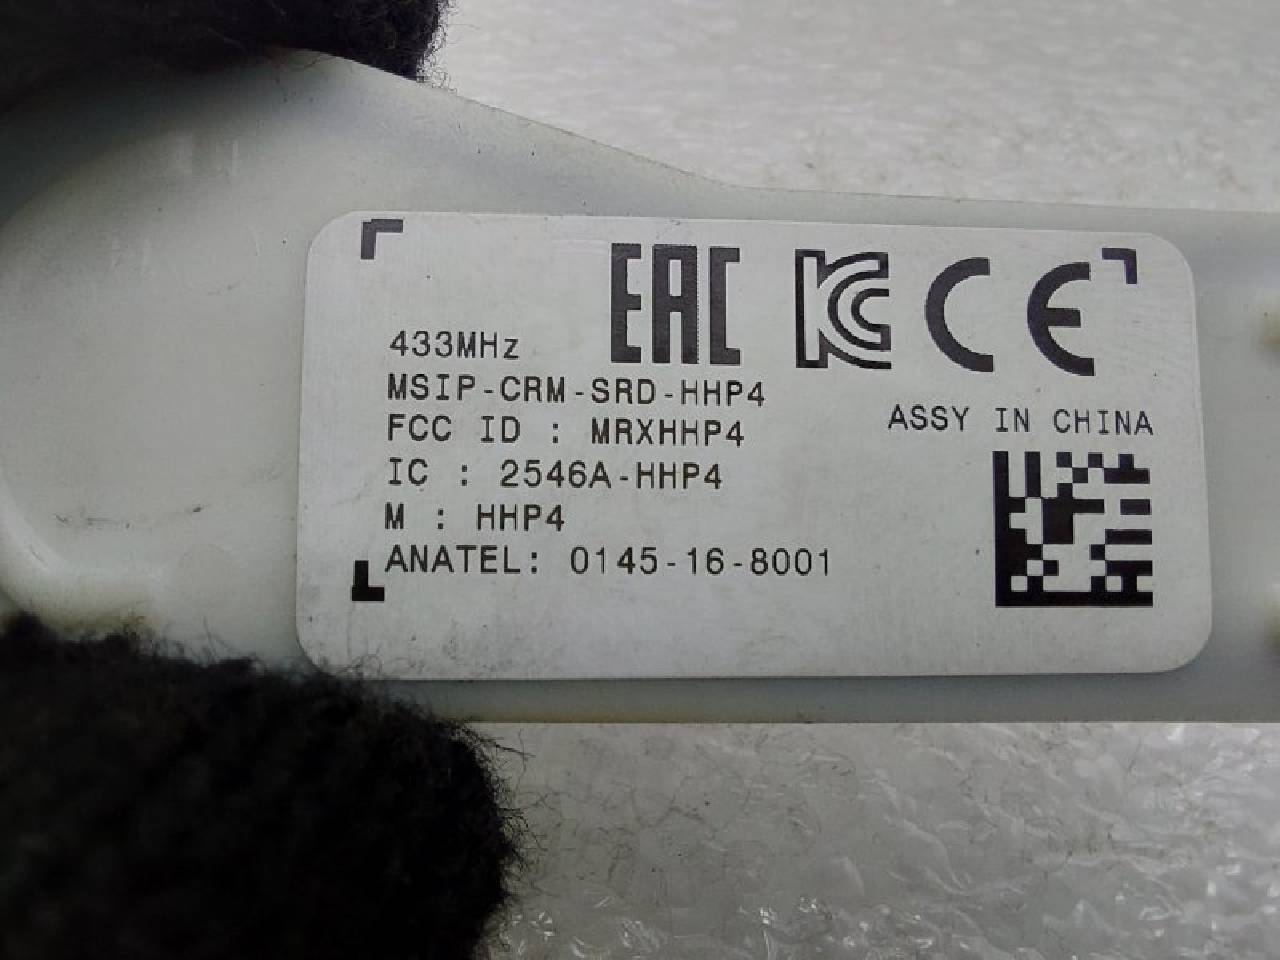 EAC KC CE
433MHz
MSIP-CRM-SRD-HHP4
FCC ID : MRXHHP4
ASSY IN CHINA
IC : 2546A-HHP4
M : HHP4
ANATEL: 0145-16-8001